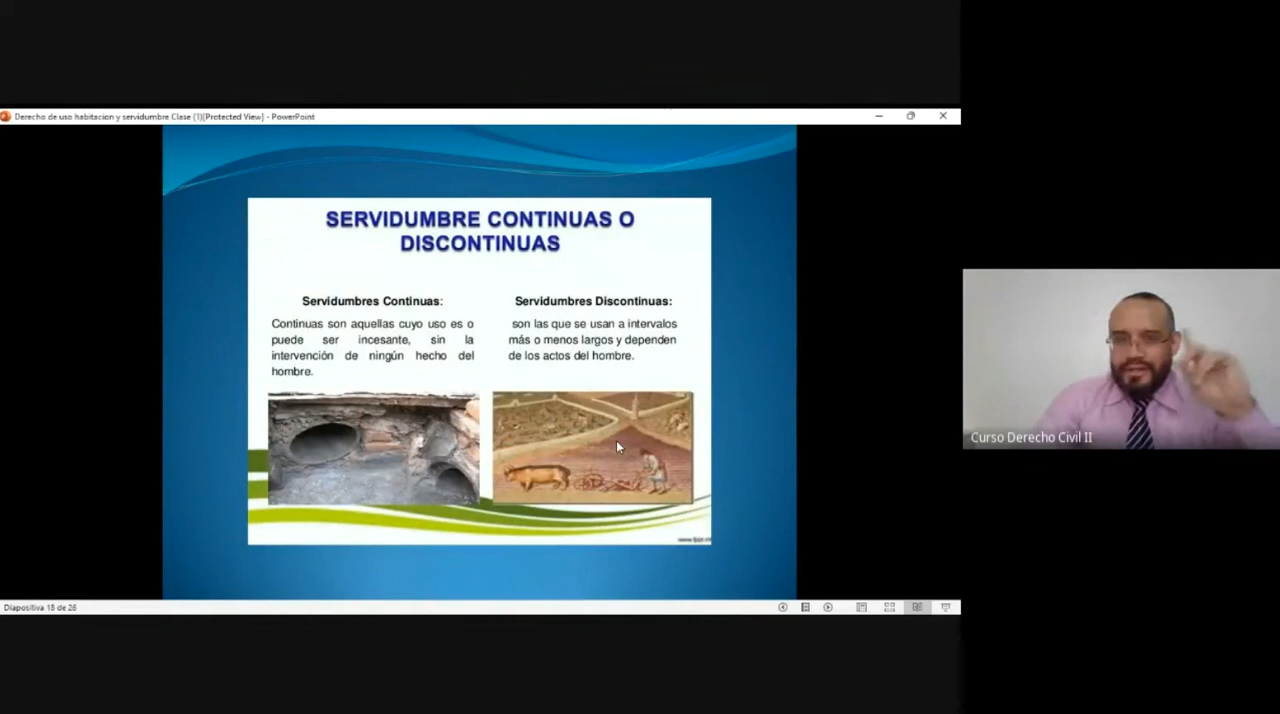 Derecho de uso habitacion y servidumbre Clase (1)[Protected View] - PowerPoint
SERVIDUMBRE CONTINUAS O
DISCONTINUAS
Servidumbres Continuas:
Continuas son aquellas cuyo uso es o
puede ser incesante, sin la
intervención de ningún hecho del
hombre.
Servidumbres Discontinuas:
son las que se usan a intervalos
más o menos largos y dependen
de los actos del hombre.
Curso Derecho Civil II
Diapositiva 18 de 26